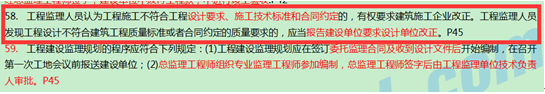 58. 工程监理人员认为工程施工不符合工程设计要求、施工技术标准和合同约定的，有权要求建筑施工企业改正。工程监理人员
发现工程设计不符合建筑工程质量标准或者合同约定的质量要求的，应当报告建设单位要求设计单位改正。P45
59. 工程建设监理规划的程序应符合下列规定：(1)工程建设监理规划应在签订委托监理合同及收到设计文件后开始编制，在召开
第一次工地会议前报送建设单位；(2)总监理工程师组织专业监理工程师参加编制，总监理工程师签字后由工程监理单位技术负责
人审批。P45